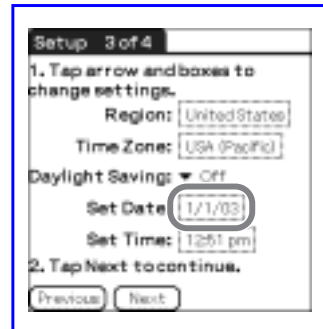 Setup 3 of 4
1. Tap arrow and boxes to
change settings.
Region: United States
Time Zone: USA (Pacific)
Daylight Saving: ▼ Off
Set Date: 1/1/03
Set Time: 12:51 pm
2. Tap Next to continue.
Previous Next